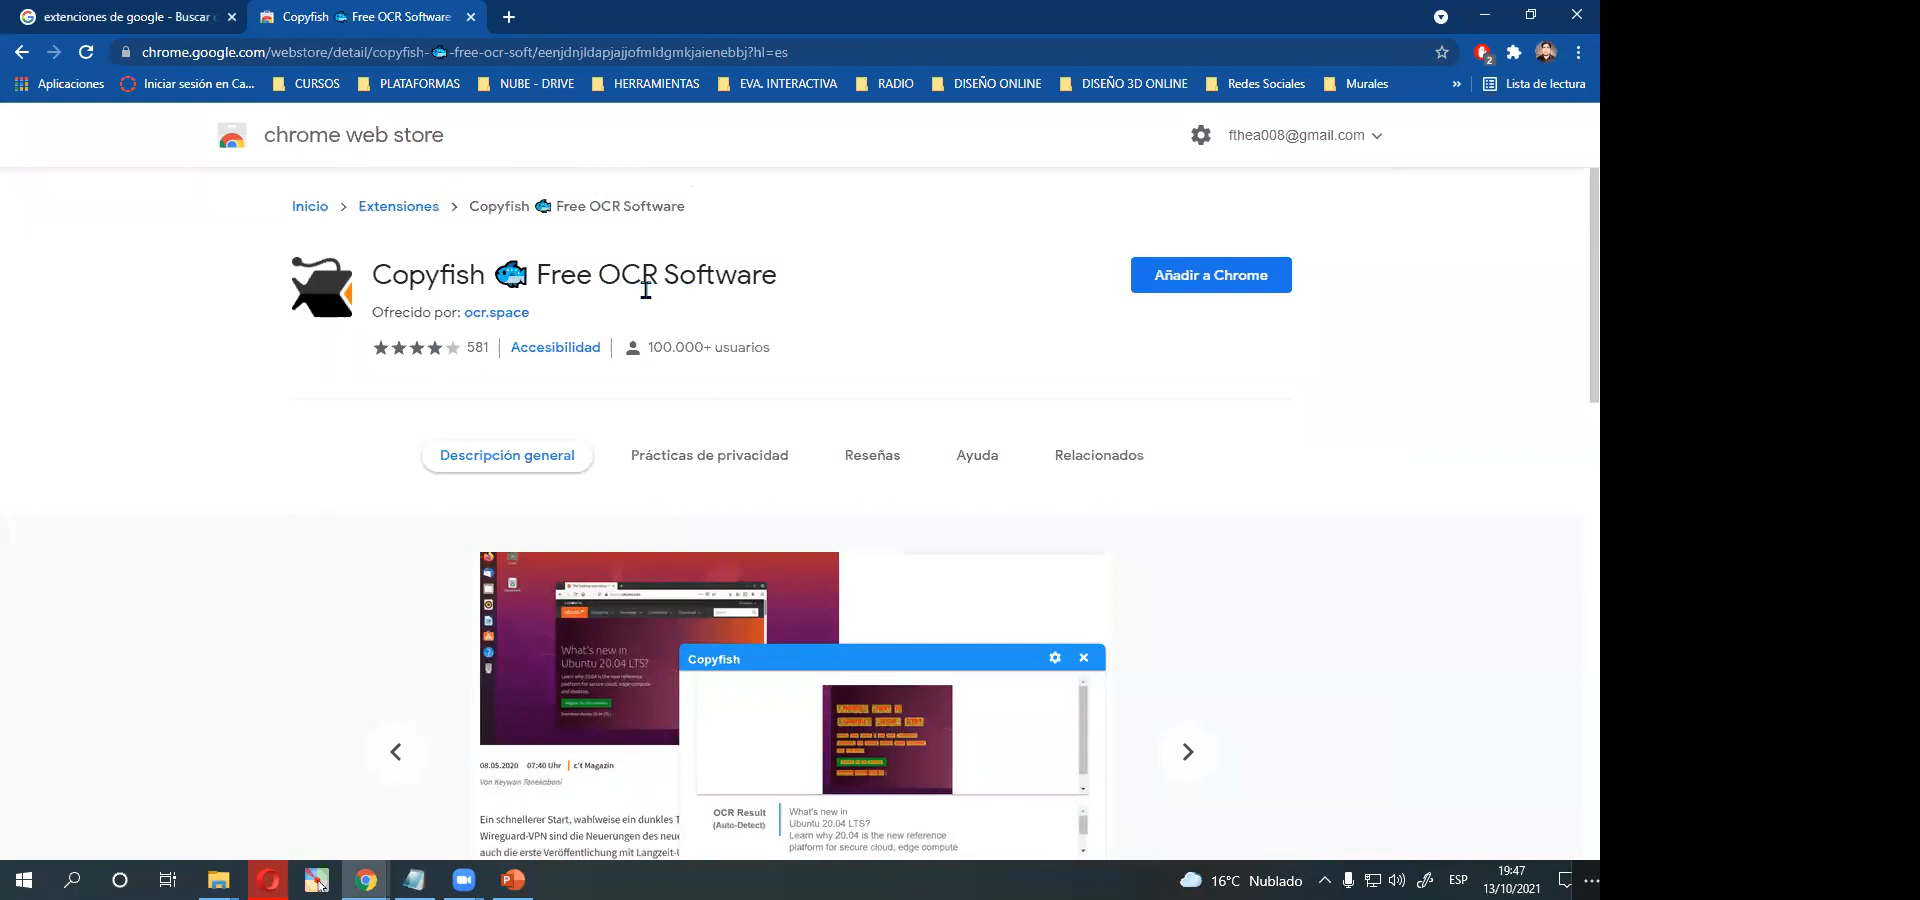 extenciones de google - Buscar
Copyfish 🐟 Free OCR Software
chrome.google.com/webstore/detail/copyfish-🐟-free-ocr-soft/eenjdnjldapjajjofmldgmkjaienebbj?hl=es
2
Aplicaciones
Iniciar sesión en Ca...
CURSOS
PLATAFORMAS
NUBE - DRIVE
HERRAMIENTAS
EVA. INTERACTIVA
RADIO
DISEÑO ONLINE
DISEÑO 3D ONLINE
Redes Sociales
Murales
»
Lista de lectura
chrome web store
fthea008@gmail.com
Inicio > Extensiones > Copyfish 🐟 Free OCR Software
Copyfish 🐟 Free OCR Software
Añadir a Chrome
Ofrecido por: ocr.space
581 | Accesibilidad | 100.000+ usuarios
Descripción general
Prácticas de privacidad
Reseñas
Ayuda
Relacionados
What's new in
Ubuntu 20.04 LTS?
Copyfish
08.05.2020 07:40 Uhr | c't Magazin
Von Keywan Tonekaboni
Ein schnellerer Start, wahlweise ein dunkles T
Wireguard-VPN sind die Neuerungen des neue
auch die erste Veröffentlichung mit Langzeit-U
OCR Result
(Auto-Detect)
What's new in
Ubuntu 20.04 LTS?
Learn why 20.04 is the new reference
platform for secure cloud, edge compute
16°C Nublado
ESP
19:47
13/10/2021